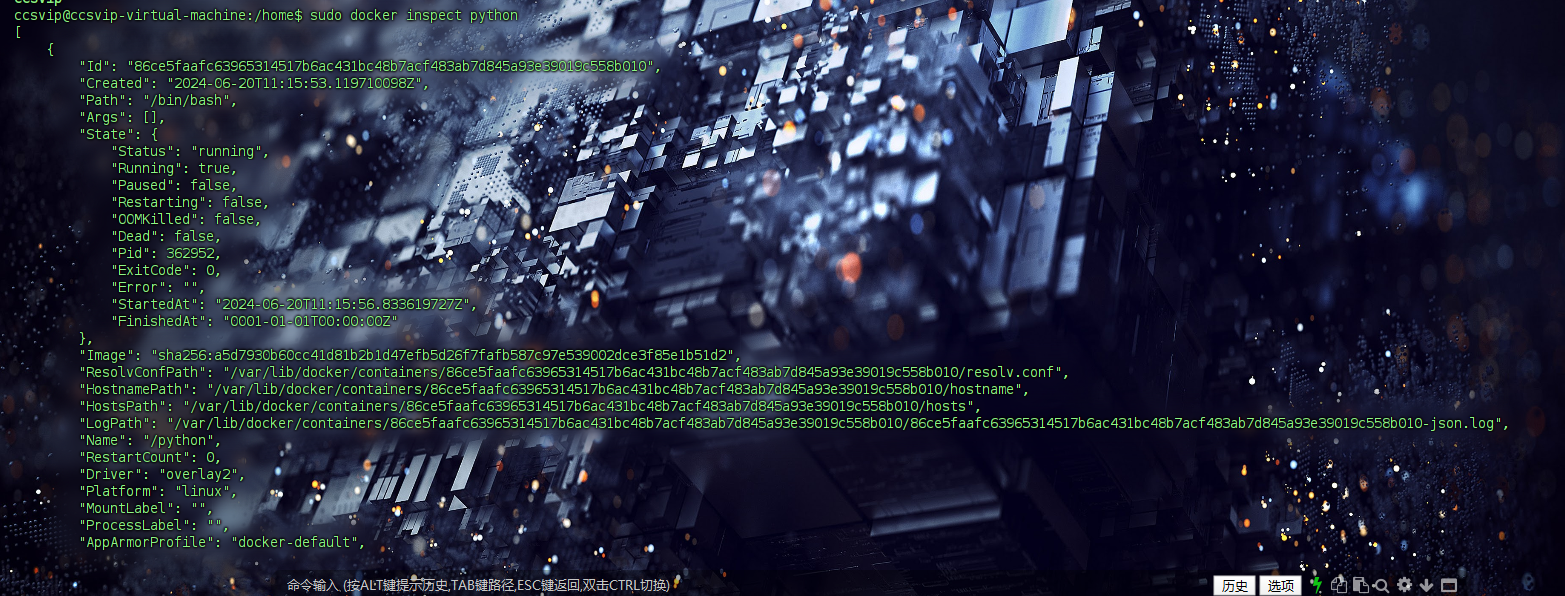 ccsvip
ccsvip@ccsvip-virtual-machine:/home$ sudo docker inspect python
[
    {
        "Id": "86ce5faafc63965314517b6ac431bc48b7acf483ab7d845a93e39019c558b010",
        "Created": "2024-06-20T11:15:53.119710098Z",
        "Path": "/bin/bash",
        "Args": [],
        "State": {
            "Status": "running",
            "Running": true,
            "Paused": false,
            "Restarting": false,
            "OOMKilled": false,
            "Dead": false,
            "Pid": 362952,
            "ExitCode": 0,
            "Error": "",
            "StartedAt": "2024-06-20T11:15:56.833619727Z",
            "FinishedAt": "0001-01-01T00:00:00Z"
        },
        "Image": "sha256:a5d7930b60cc41d81b2b1d47efb5d26f7fafb587c97e539002dce3f85e1b51d2",
        "ResolvConfPath": "/var/lib/docker/containers/86ce5faafc63965314517b6ac431bc48b7acf483ab7d845a93e39019c558b010/resolv.conf",
        "HostnamePath": "/var/lib/docker/containers/86ce5faafc63965314517b6ac431bc48b7acf483ab7d845a93e39019c558b010/hostname",
        "HostsPath": "/var/lib/docker/containers/86ce5faafc63965314517b6ac431bc48b7acf483ab7d845a93e39019c558b010/hosts",
        "LogPath": "/var/lib/docker/containers/86ce5faafc63965314517b6ac431bc48b7acf483ab7d845a93e39019c558b010/86ce5faafc63965314517b6ac431bc48b7acf483ab7d845a93e39019c558b010-json.log",
        "Name": "/python",
        "RestartCount": 0,
        "Driver": "overlay2",
        "Platform": "linux",
        "MountLabel": "",
        "ProcessLabel": "",
        "AppArmorProfile": "docker-default",
命令输入 (按ALT键提示历史,TAB键路径,ESC键返回,双击CTRL切换)
历史 选项